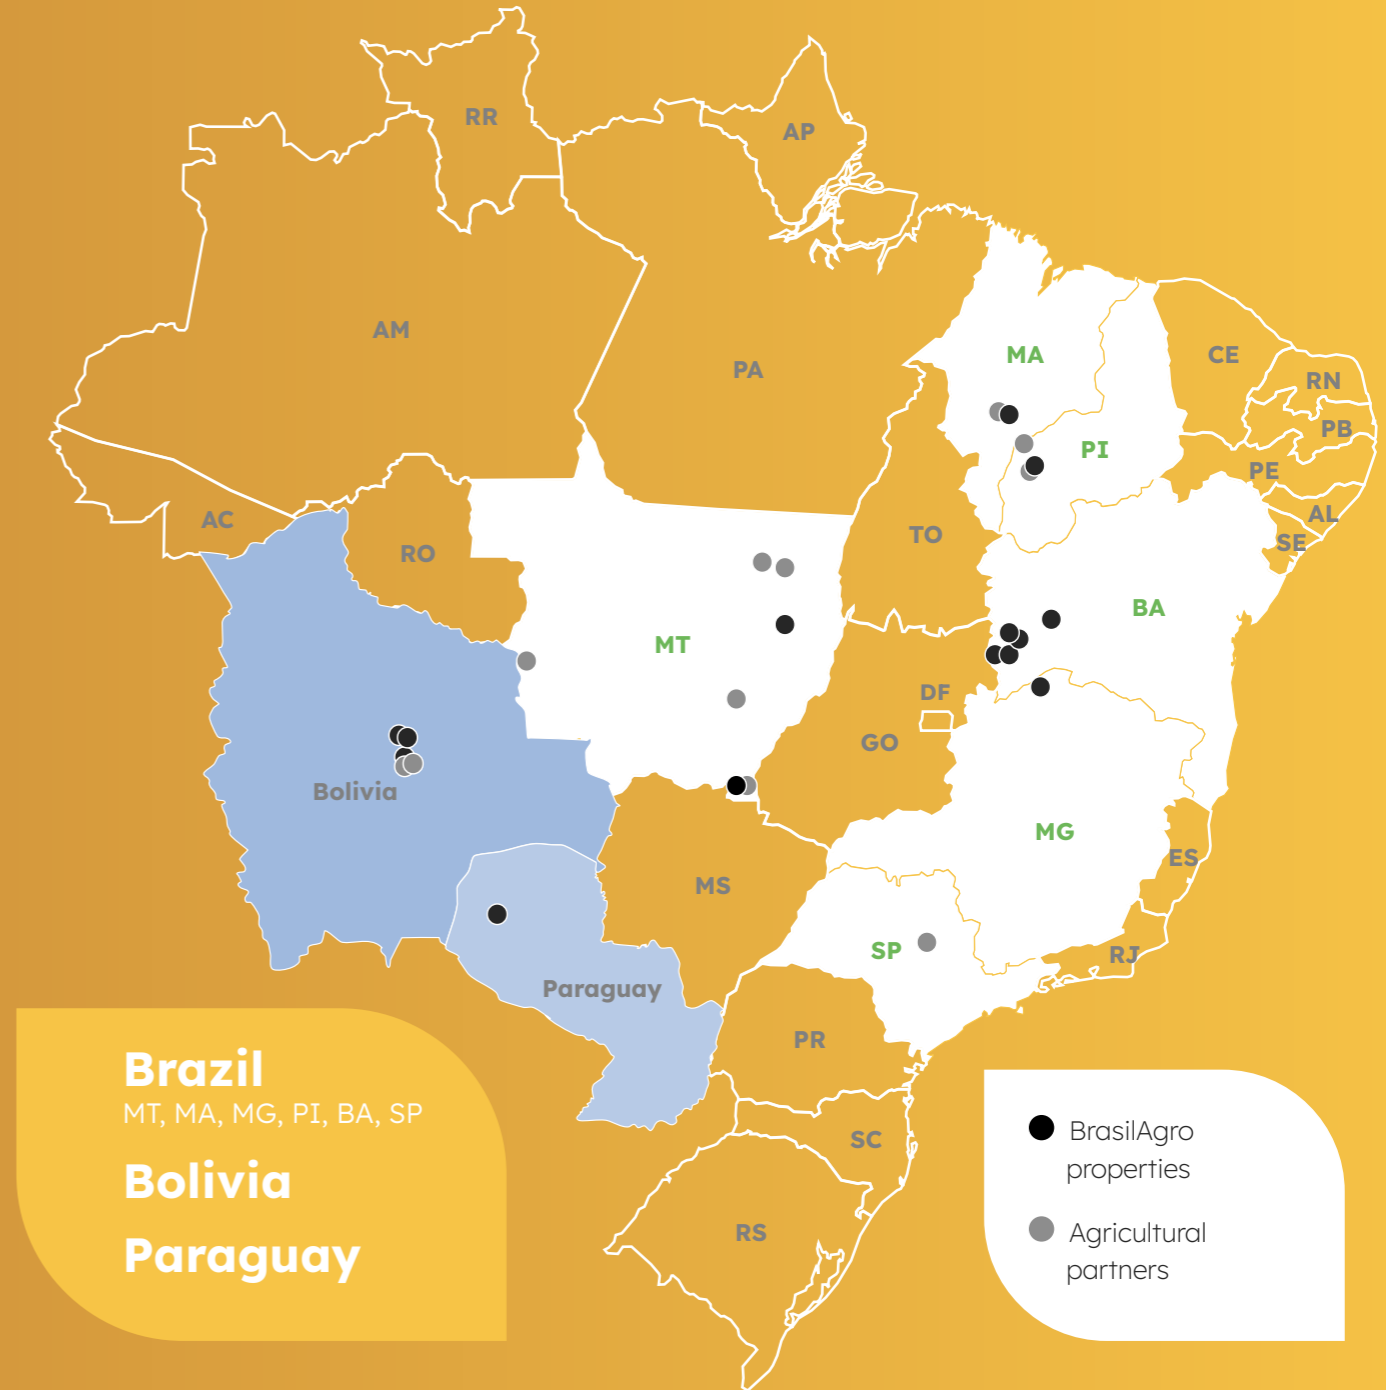 RR
AP
AM
MA
CE
PA
RN
PB
PI
PE
AL
AC
TO
SE
RO
BA
MT
DF
GO
Bolivia
MG
ES
MS
SP
RJ
Paraguay
PR
SC
RS
Brazil
MT, MA, MG, PI, BA, SP
Bolivia
Paraguay
BrasilAgro
properties
Agricultural
partners